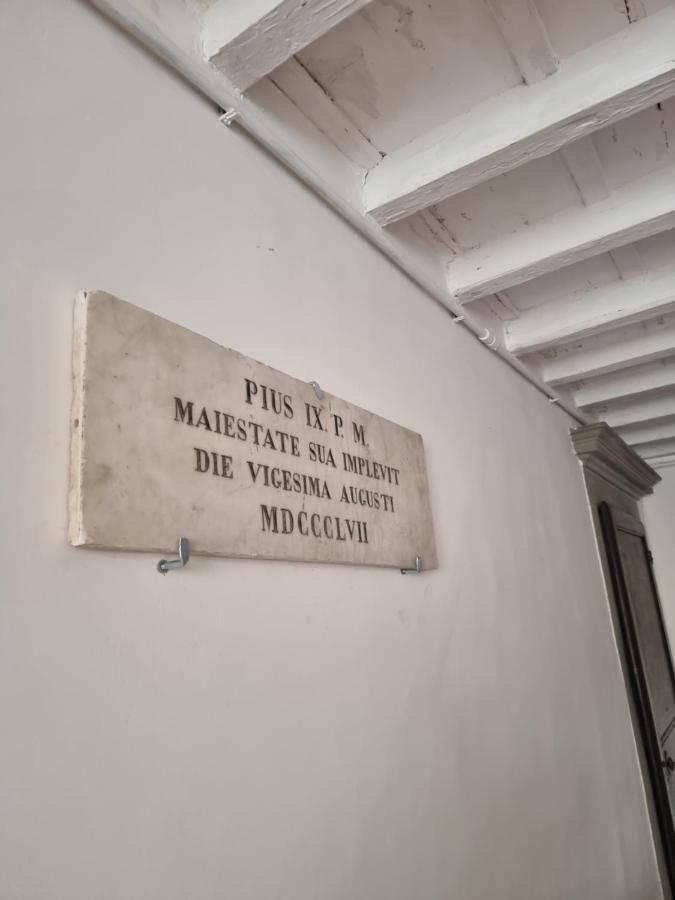 PIUS IX. P. M.
MAIESTATE SUA IMPLEVIT
DIE VIGESIMA AUGUSTI
MDCCCLVII